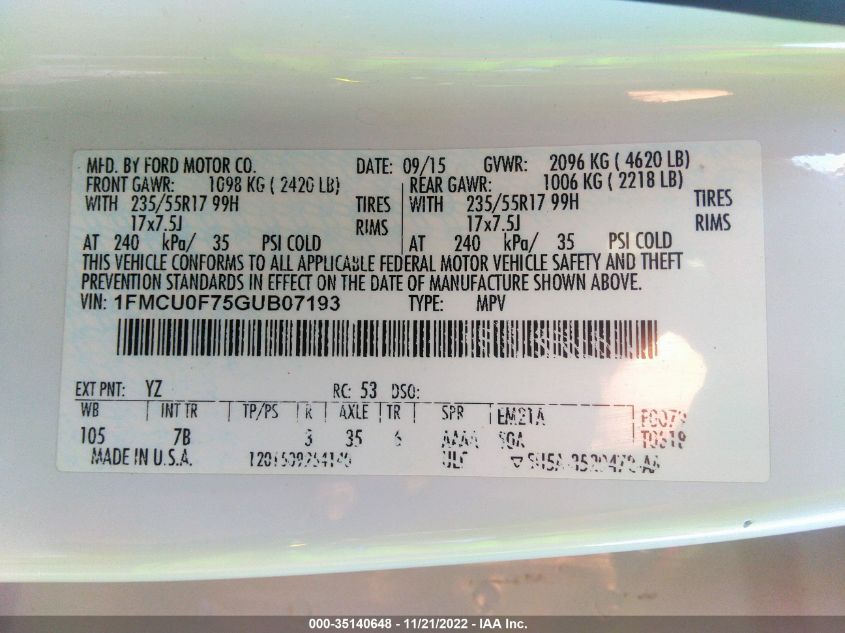 MFD. BY FORD MOTOR CO. DATE: 09/15 GVWR: 2096 KG ( 4620 LB)
FRONT GAWR: 1098 KG ( 2420 LB) REAR GAWR: 1006 KG ( 2218 LB)
WITH 235/55R17 99H TIRES WITH 235/55R17 99H TIRES
17x7.5J RIMS 17x7.5J RIMS
AT 240 kPa/ 35 PSI COLD AT 240 kPa/ 35 PSI COLD
THIS VEHICLE CONFORMS TO ALL APPLICABLE FEDERAL MOTOR VEHICLE SAFETY AND THEFT
PREVENTION STANDARDS IN EFFECT ON THE DATE OF MANUFACTURE SHOWN ABOVE.
VIN: 1FMCU0F75GUB07193 TYPE: MPV
EXT PNT: YZ RC: 53 DSO:
WB INT TR TP/PS R AXLE TR SPR EM21A
105 7B 3 35 6 AAAA
MADE IN U.S.A. ULF
000-35140648 - 11/21/2022 - IAA Inc.